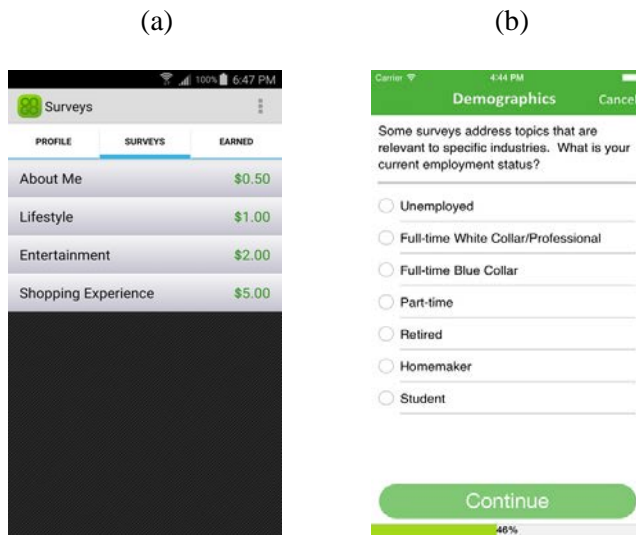 (a)
(b)
100% 6:47 PM
Surveys
PROFILE SURVEYS EARNED
About Me $0.50
Lifestyle $1.00
Entertainment $2.00
Shopping Experience $5.00
Carrier 4:44 PM
Demographics Cancel
Some surveys address topics that are
relevant to specific industries. What is your
current employment status?
Unemployed
Full-time White Collar/Professional
Full-time Blue Collar
Part-time
Retired
Homemaker
Student
Continue
46%